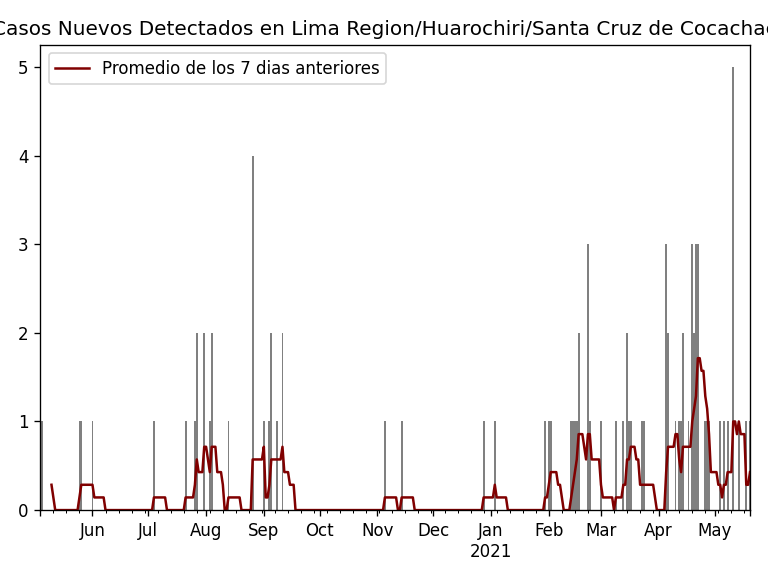 Casos Nuevos Detectados en Lima Region/Huarochiri/Santa Cruz de Cocachac
Promedio de los 7 dias anteriores
5
4
3
2
1
0
Jun Jul Aug Sep Oct Nov Dec Jan Feb Mar Apr May
2021